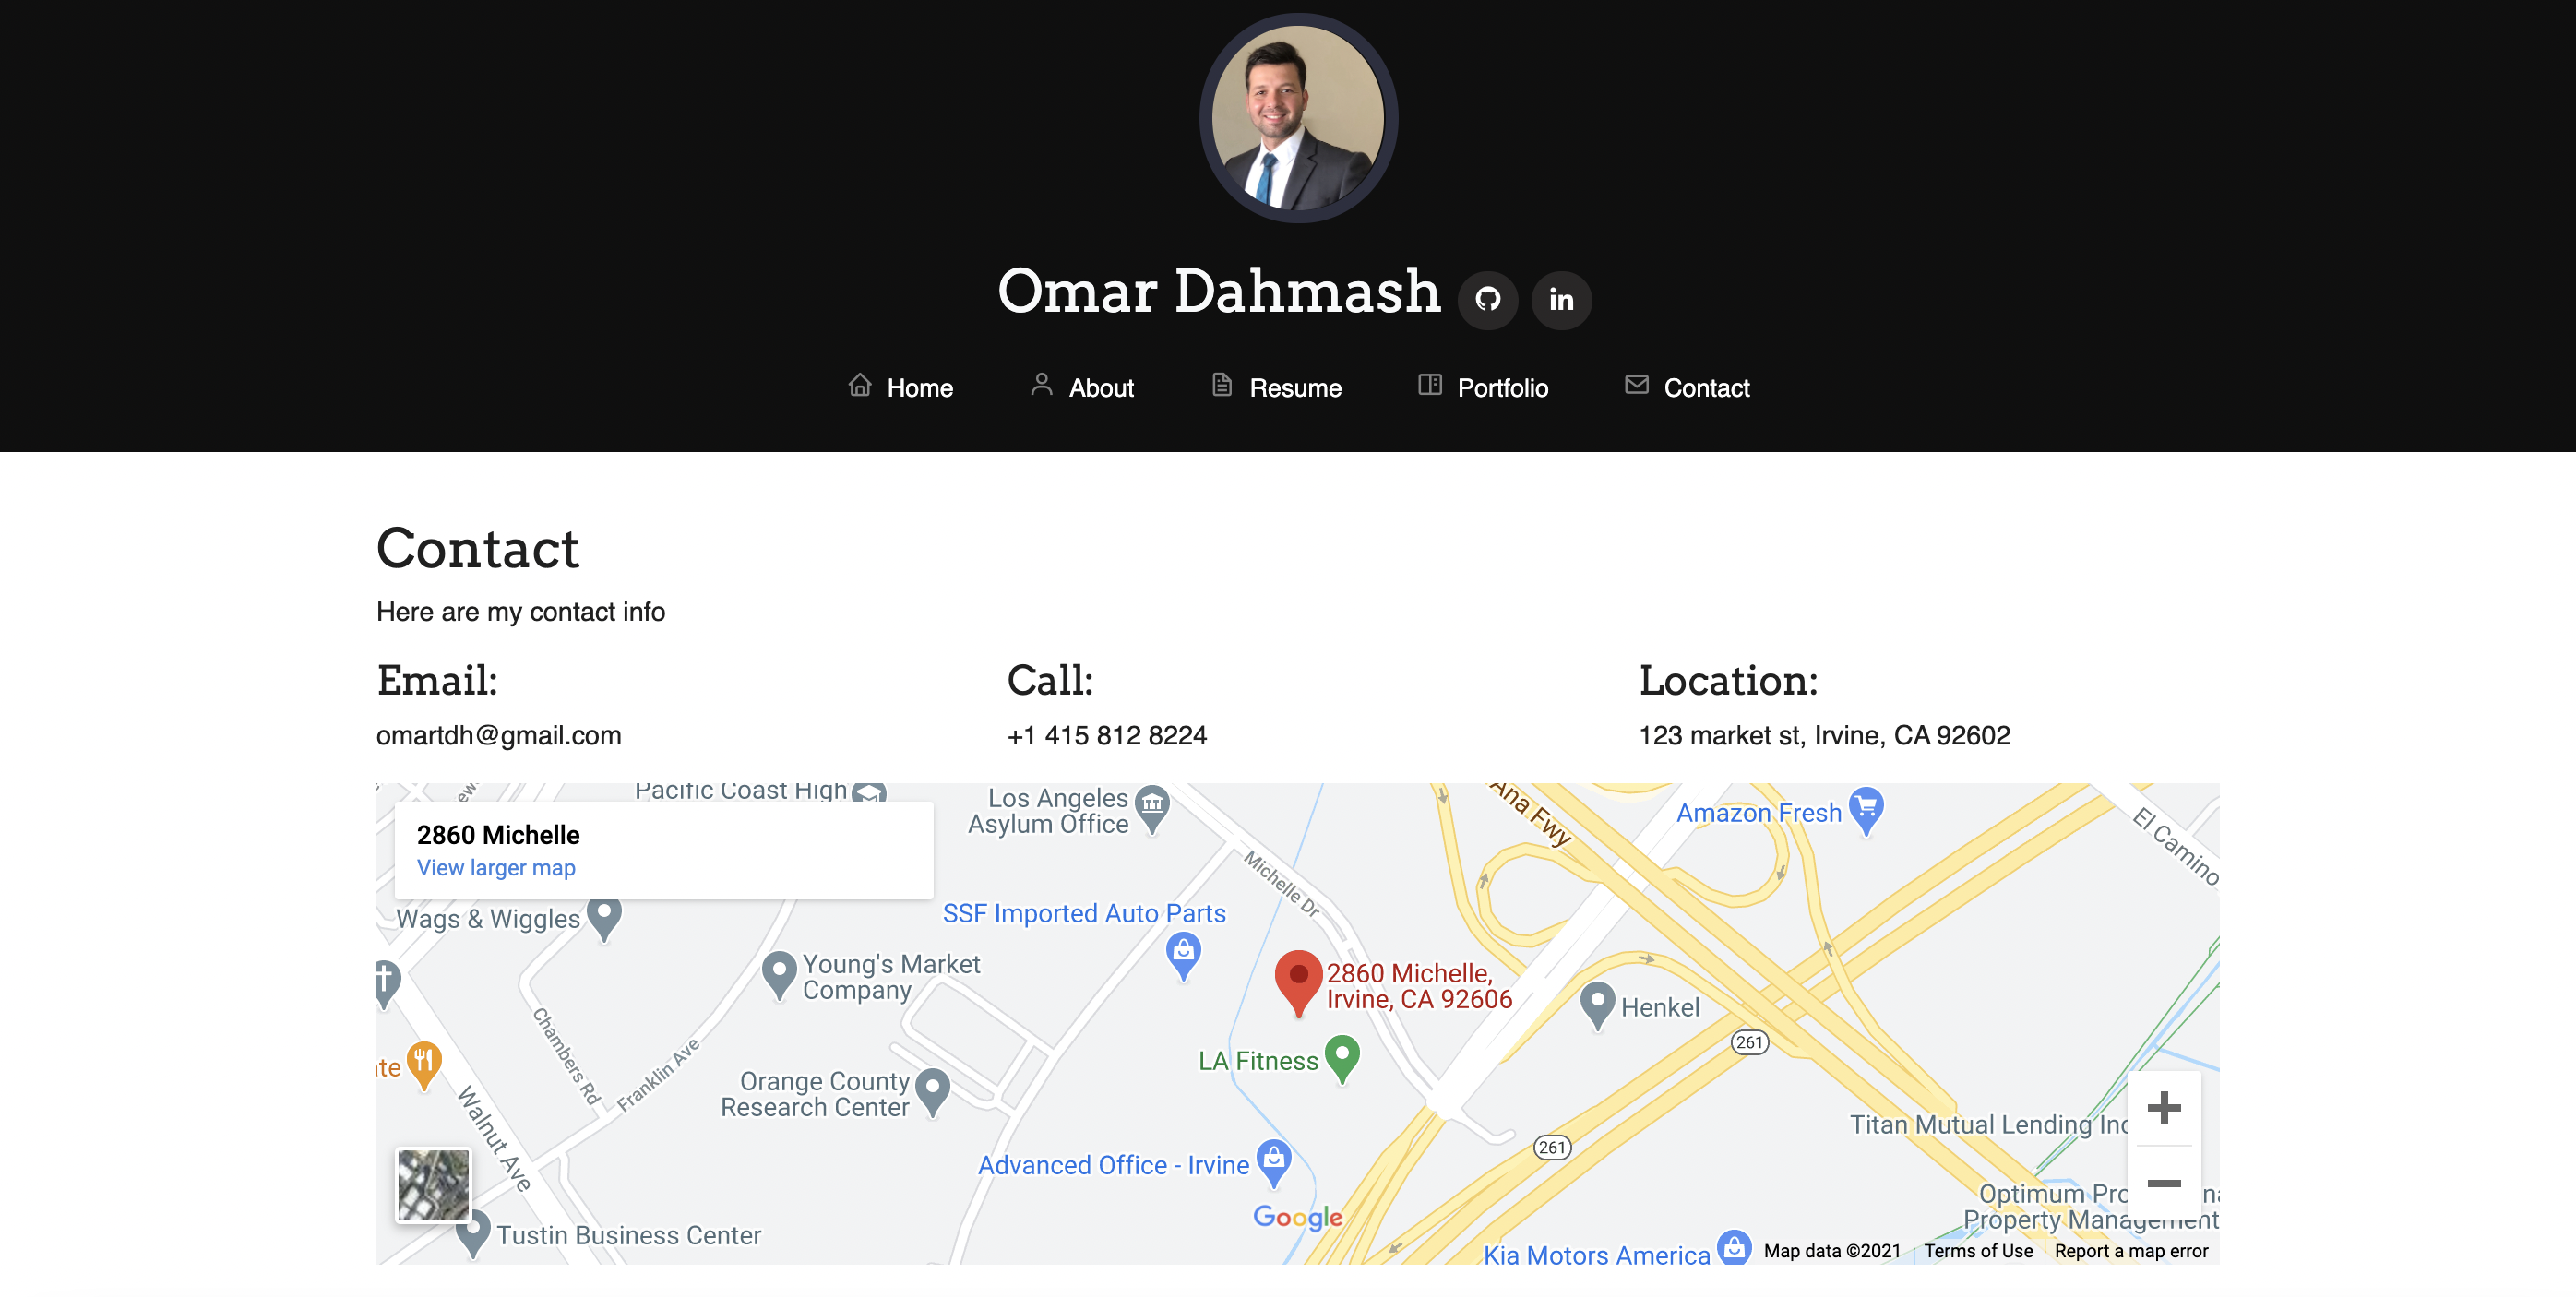 Omar Dahmash in
Home About Resume Portfolio Contact
Contact
Here are my contact info
Email:
omartdh@gmail.com
Call:
+1 415 812 8224
Location:
123 market st, Irvine, CA 92602
2860 Michelle
View larger map
Pacific Coast High
Los Angeles
Asylum Office
Ana Fwy
Amazon Fresh
El Camino
Michelle Dr
Wags & Wiggles
SSF Imported Auto Parts
Young's Market
Company
2860 Michelle,
Irvine, CA 92606
Henkel
261
LA Fitness
Chambers Rd
Franklin Ave
Orange County
Research Center
Walnut Ave
261
Titan Mutual Lending Inc
Advanced Office - Irvine
Optimum
Property Management
Google
Tustin Business Center
Kia Motors America
Map data ©2021 Terms of Use Report a map error